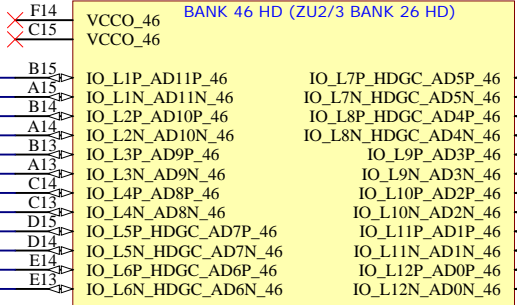 BANK 46 HD (ZU2/3 BANK 26 HD)
F14 VCCO_46
C15 VCCO_46
B15 IO_L1P_AD11P_46 IO_L7P_HDGC_AD5P_46
A15 IO_L1N_AD11N_46 IO_L7N_HDGC_AD5N_46
B14 IO_L2P_AD10P_46 IO_L8P_HDGC_AD4P_46
A14 IO_L2N_AD10N_46 IO_L8N_HDGC_AD4N_46
B13 IO_L3P_AD9P_46 IO_L9P_AD3P_46
A13 IO_L3N_AD9N_46 IO_L9N_AD3N_46
C14 IO_L4P_AD8P_46 IO_L10P_AD2P_46
C13 IO_L4N_AD8N_46 IO_L10N_AD2N_46
D15 IO_L5P_HDGC_AD7P_46 IO_L11P_AD1P_46
D14 IO_L5N_HDGC_AD7N_46 IO_L11N_AD1N_46
E14 IO_L6P_HDGC_AD6P_46 IO_L12P_AD0P_46
E13 IO_L6N_HDGC_AD6N_46 IO_L12N_AD0N_46